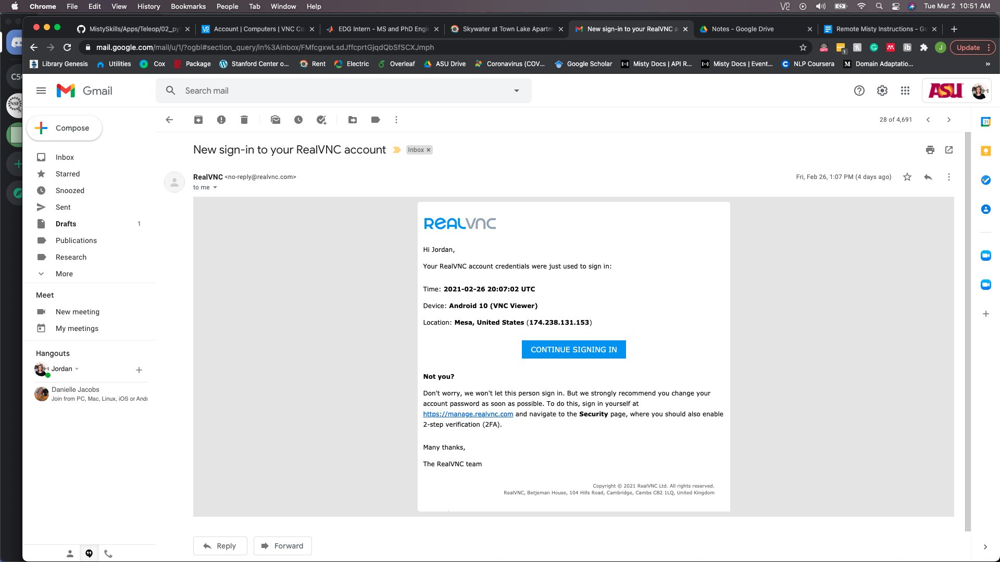 Chrome File Edit View History Bookmarks People Tab Window Help
Tue Mar 2 10:51 AM
MistySkills/Apps/Teleop/02_py
Account | Computers | VNC Co
EDG Intern - MS and PhD Engi
Skywater at Town Lake Apartm
New sign-in to your RealVNC a
Notes - Google Drive
Remote Misty Instructions - Go
mail.google.com/mail/u/1/?ogbl#section_query/in%3Ainbox/FMfcgxwLsdJffcprtGjqdQbSfSCXJmph
OFF
1
ib
J
Update
Library Genesis
Utilities
Cox
Package
Stanford Center o...
Rent
Electric
Overleaf
ASU Drive
Coronavirus (COV...
Google Scholar
Misty Docs | API R...
Misty Docs | Event...
NLP Coursera
Domain Adaptatio...
»
Gmail
Search mail
ASU
Compose
28 of 4,691
Inbox
Starred
Snoozed
Sent
Drafts 1
Publications
Research
More
Meet
New meeting
My meetings
Hangouts
Jordan
Danielle Jacobs
Join from PC, Mac, Linux, iOS or Andr
New sign-in to your RealVNC account
Inbox ×
RealVNC <no-reply@realvnc.com>
Fri, Feb 26, 1:07 PM (4 days ago)
to me
REALVNC
Hi Jordan,
Your RealVNC account credentials were just used to sign in:
Time: 2021-02-26 20:07:02 UTC
Device: Android 10 (VNC Viewer)
Location: Mesa, United States (174.238.131.153)
CONTINUE SIGNING IN
Not you?
Don't worry, we won't let this person sign in. But we strongly recommend you change your
account password as soon as possible. To do this, sign in yourself at
https://manage.realvnc.com and navigate to the Security page, where you should also enable
2-step verification (2FA).
Many thanks,
The RealVNC team
Copyright © 2021 RealVNC Ltd. All rights reserved.
RealVNC, Betjeman House, 104 Hills Road, Cambridge, Cambs CB2 1LQ, United Kingdom
Reply
Forward
31
C5
NSF